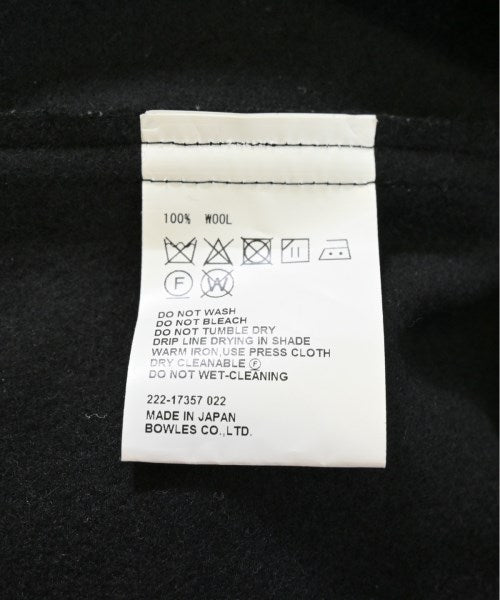 100% WOOL
F W
DO NOT WASH
DO NOT BLEACH
DO NOT TUMBLE DRY
DRIP LINE DRYING IN SHADE
WARM IRON,USE PRESS CLOTH
DRY CLEANABLE Ⓕ
DO NOT WET-CLEANING
222-17357 022
MADE IN JAPAN
BOWLES CO.,LTD.